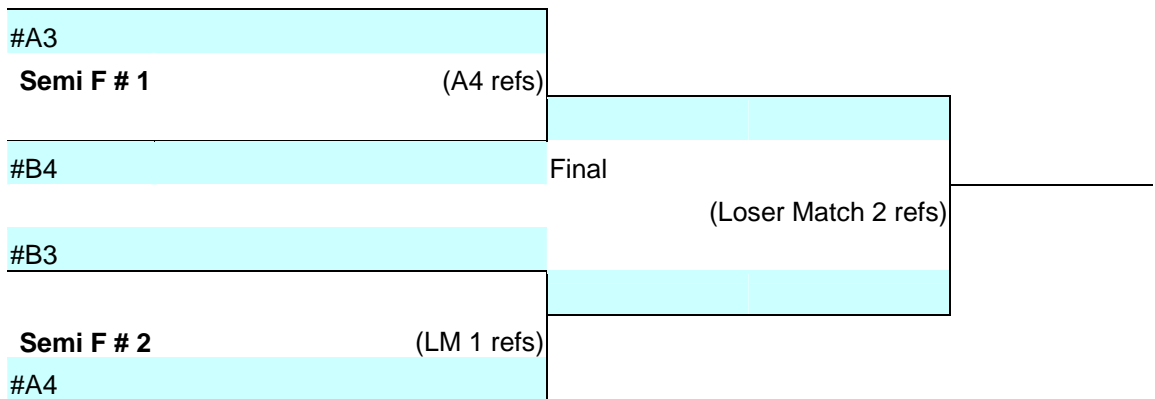 #A3
Semi F # 1 (A4 refs)
#B4 Final
(Loser Match 2 refs)
#B3
Semi F # 2 (LM 1 refs)
#A4